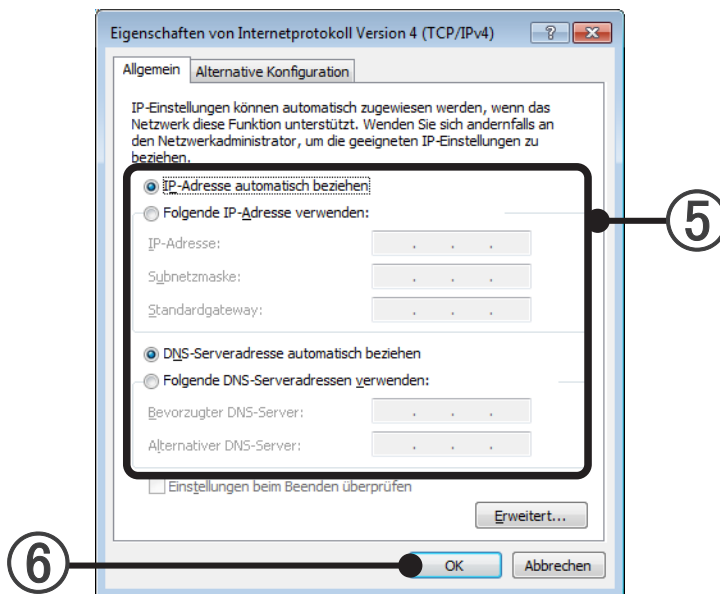 Eigenschaften von Internetprotokoll Version 4 (TCP/IPv4)
Allgemein
Alternative Konfiguration
IP-Einstellungen können automatisch zugewiesen werden, wenn das
Netzwerk diese Funktion unterstützt. Wenden Sie sich andernfalls an
den Netzwerkadministrator, um die geeigneten IP-Einstellungen zu
beziehen.
IP-Adresse automatisch beziehen
Folgende IP-Adresse verwenden:
IP-Adresse:
Subnetzmaske:
Standardgateway:
⑤
DNS-Serveradresse automatisch beziehen
Folgende DNS-Serveradressen verwenden:
Bevorzugter DNS-Server:
Alternativer DNS-Server:
Einstellungen beim Beenden überprüfen
Erweitert...
⑥
OK
Abbrechen